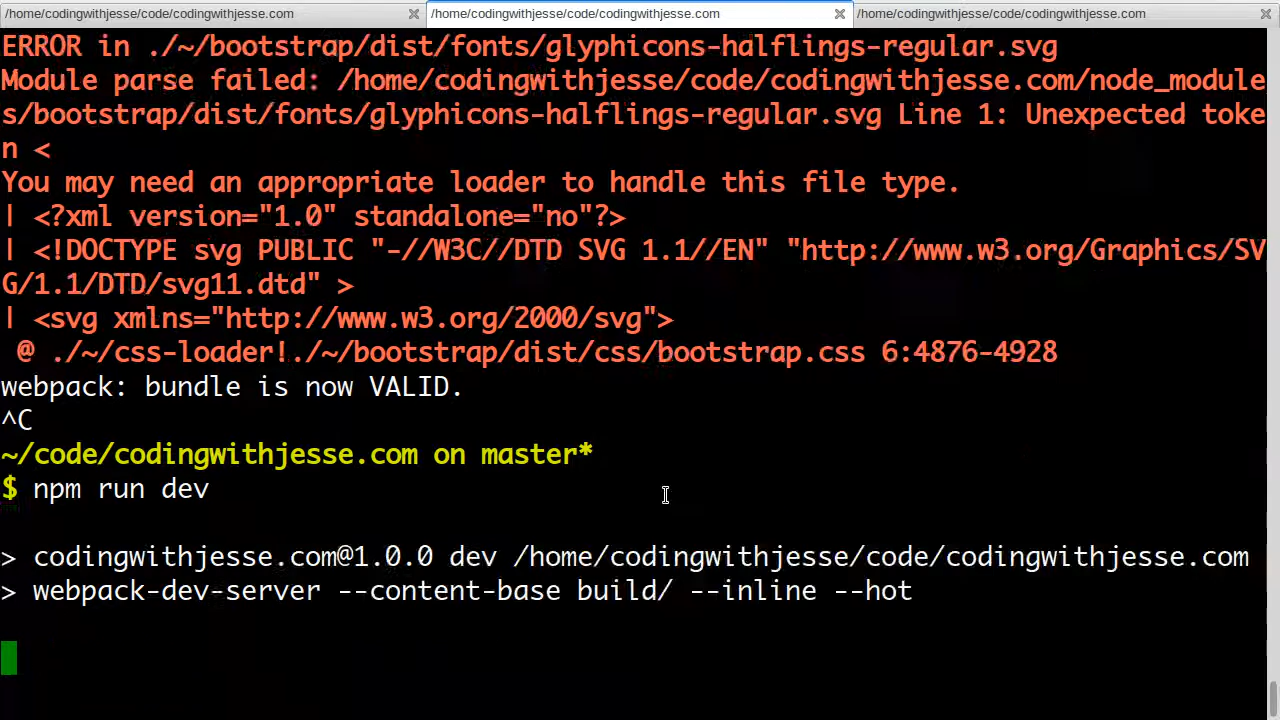 /home/codingwithjesse/code/codingwithjesse.com /home/codingwithjesse/code/codingwithjesse.com /home/codingwithjesse/code/codingwithjesse.com
ERROR in ./~/bootstrap/dist/fonts/glyphicons-halflings-regular.svg
Module parse failed: /home/codingwithjesse/code/codingwithjesse.com/node_module
s/bootstrap/dist/fonts/glyphicons-halflings-regular.svg Line 1: Unexpected toke
n <
You may need an appropriate loader to handle this file type.
| <?xml version="1.0" standalone="no"?>
| <!DOCTYPE svg PUBLIC "-//W3C//DTD SVG 1.1//EN" "http://www.w3.org/Graphics/SV
G/1.1/DTD/svg11.dtd" >
| <svg xmlns="http://www.w3.org/2000/svg">
 @ ./~/css-loader!./~/bootstrap/dist/css/bootstrap.css 6:4876-4928
webpack: bundle is now VALID.
^C
~/code/codingwithjesse.com on master*
$ npm run dev
> codingwithjesse.com@1.0.0 dev /home/codingwithjesse/code/codingwithjesse.com
> webpack-dev-server --content-base build/ --inline --hot